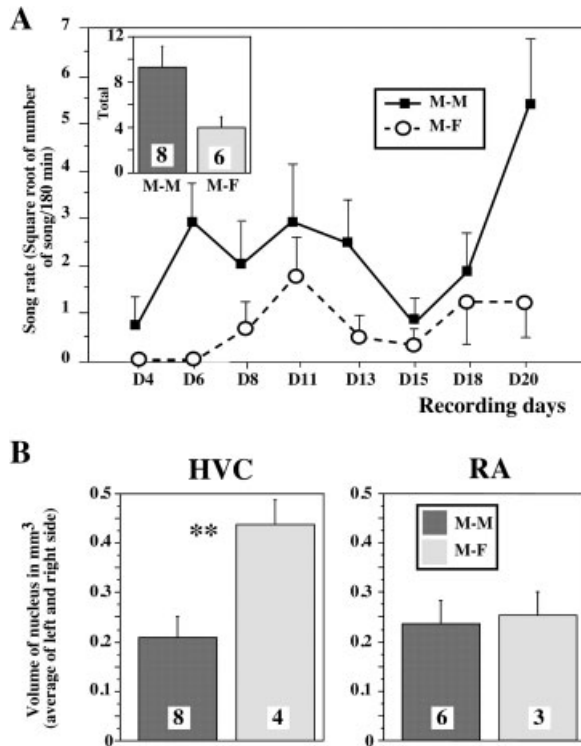 A
Song rate (Square root of number
of song/180 min)
7
6
5
4
3
2
1
0
Total
12
8
4
0
8
6
M-M
M-F
M-M
M-F
D4
D6
D8
D11
D13
D15
D18
D20
Recording days
B
HVC
RA
Volume of nucleus in mm3
(average of left and right side)
0.5
0.4
0.3
0.2
0.1
0
**
8
4
0.5
0.4
0.3
0.2
0.1
0
M-M
M-F
6
3